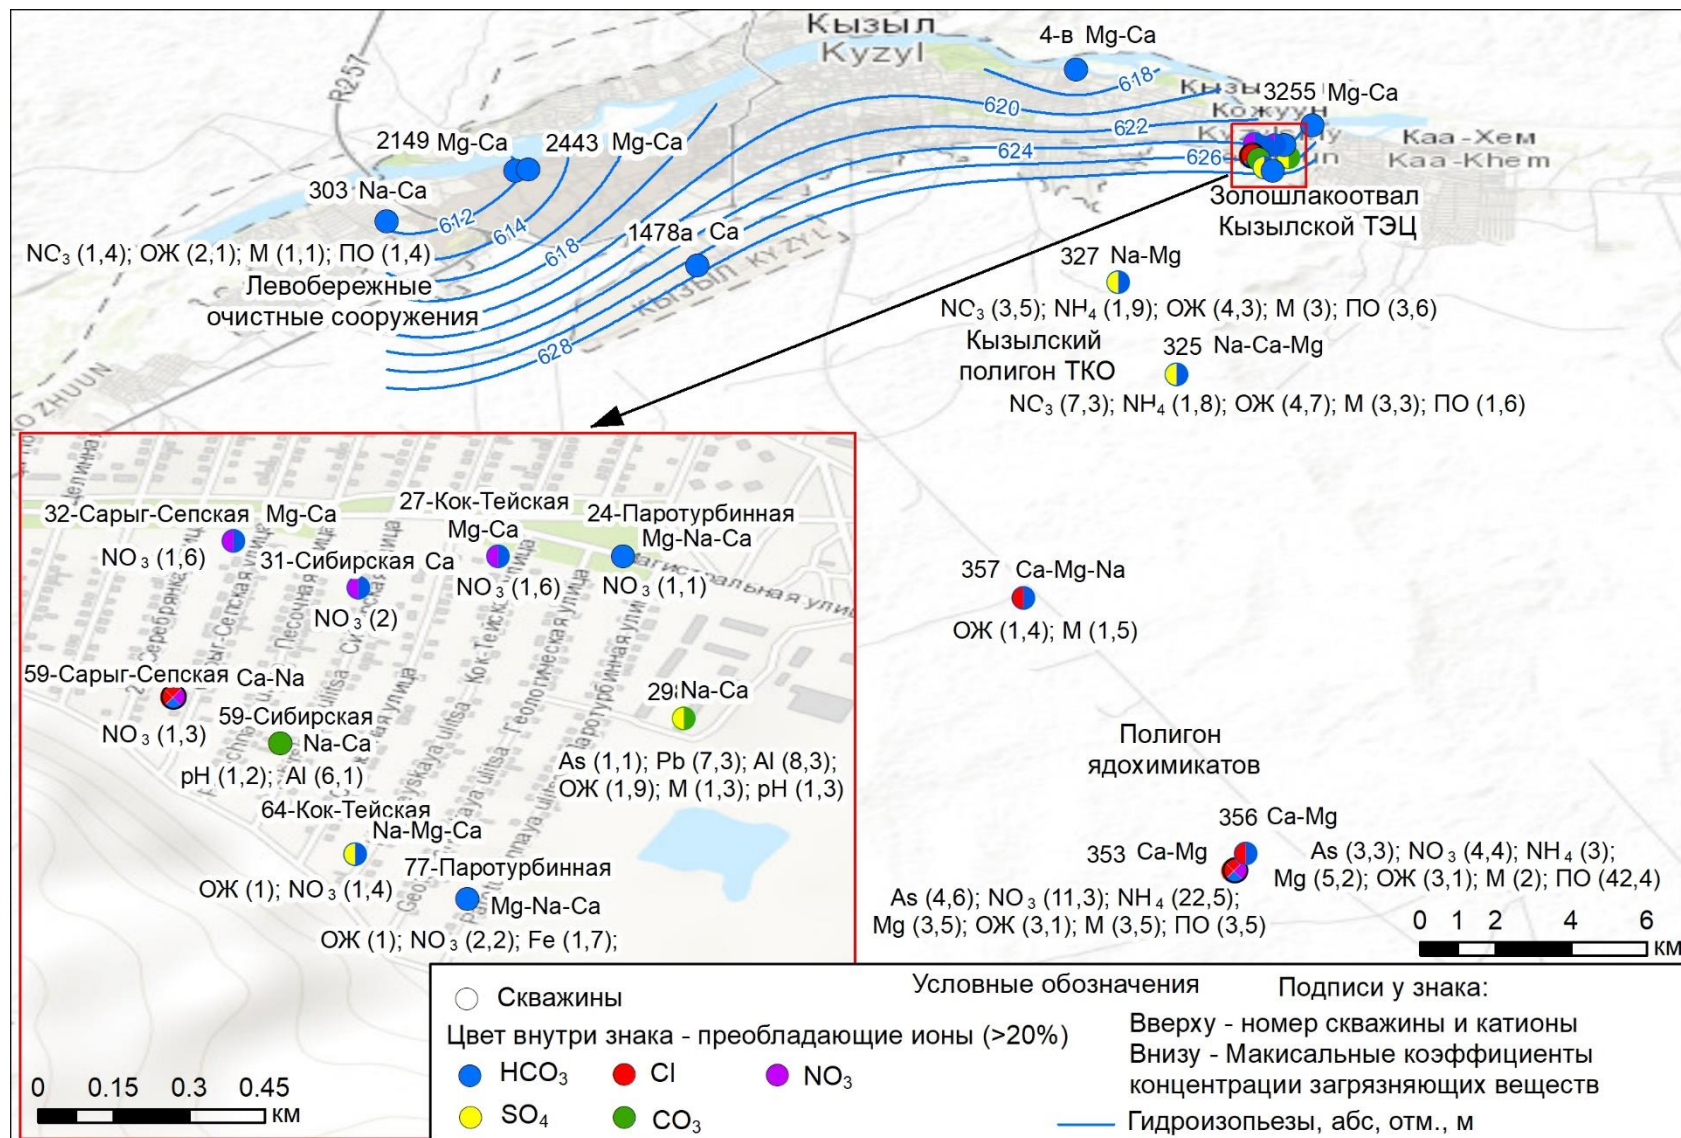 Кызыл
Kyzyl
R257
4-в Mg-Ca
618
3255 Mg-Ca
Кожуун
Каа-Хем
Kaa-Khem
620
622
624
626
2149 Mg-Ca
2443 Mg-Ca
303 Na-Ca
612
614
618
628
NC₃ (1,4); ОЖ (2,1); М (1,1); ПО (1,4)
Левобережные
очистные сооружения
1478а Ca
КЫЗЫЛ KYZYL
Золошлакоотвал
Кызылской ТЭЦ
327 Na-Mg
NC₃ (3,5); NH₄ (1,9); ОЖ (4,3); М (3); ПО (3,6)
Кызылский
полигон ТКО
325 Na-Ca-Mg
NC₃ (7,3); NH₄ (1,8); ОЖ (4,7); М (3,3); ПО (1,6)
ZHUUN
357 Ca-Mg-Na
ОЖ (1,4); М (1,5)
Полигон
ядохимикатов
356 Ca-Mg
As (3,3); NO₃ (4,4); NH₄ (3);
Mg (5,2); ОЖ (3,1); М (2); ПО (42,4)
353 Ca-Mg
As (4,6); NO₃ (11,3); NH₄ (22,5);
Mg (3,5); ОЖ (3,1); М (3,5); ПО (3,5)
0 1 2 4 6
км
32-Сарыг-Сепская Mg-Ca
NO₃ (1,6)
31-Сибирская Ca
NO₃ (2)
27-Кок-Тейская
Mg-Ca
NO₃ (1,6)
24-Паротурбинная
Mg-Na-Ca
NO₃ (1,1)
59-Сарыг-Сепская Ca-Na
NO₃ (1,3)
59-Сибирская
Na-Ca
pH (1,2); Al (6,1)
Na-Ca
As (1,1); Pb (7,3); Al (8,3);
ОЖ (1,9); М (1,3); pH (1,3)
64-Кок-Тейская
Na-Mg-Ca
ОЖ (1); NO₃ (1,4)
77-Паротурбинная
Mg-Na-Ca
ОЖ (1); NO₃ (2,2); Fe (1,7);
Песочная
Геологическая улица
0 0.15 0.3 0.45
км
Условные обозначения
Скважины
Цвет внутри знака - преобладающие ионы (>20%)
HCO₃ Cl NO₃
SO₄ CO₃
Подписи у знака:
Вверху - номер скважины и катионы
Внизу - Макисальные коэффициенты
концентрации загрязняющих веществ
Гидроизопьезы, абс, отм., м